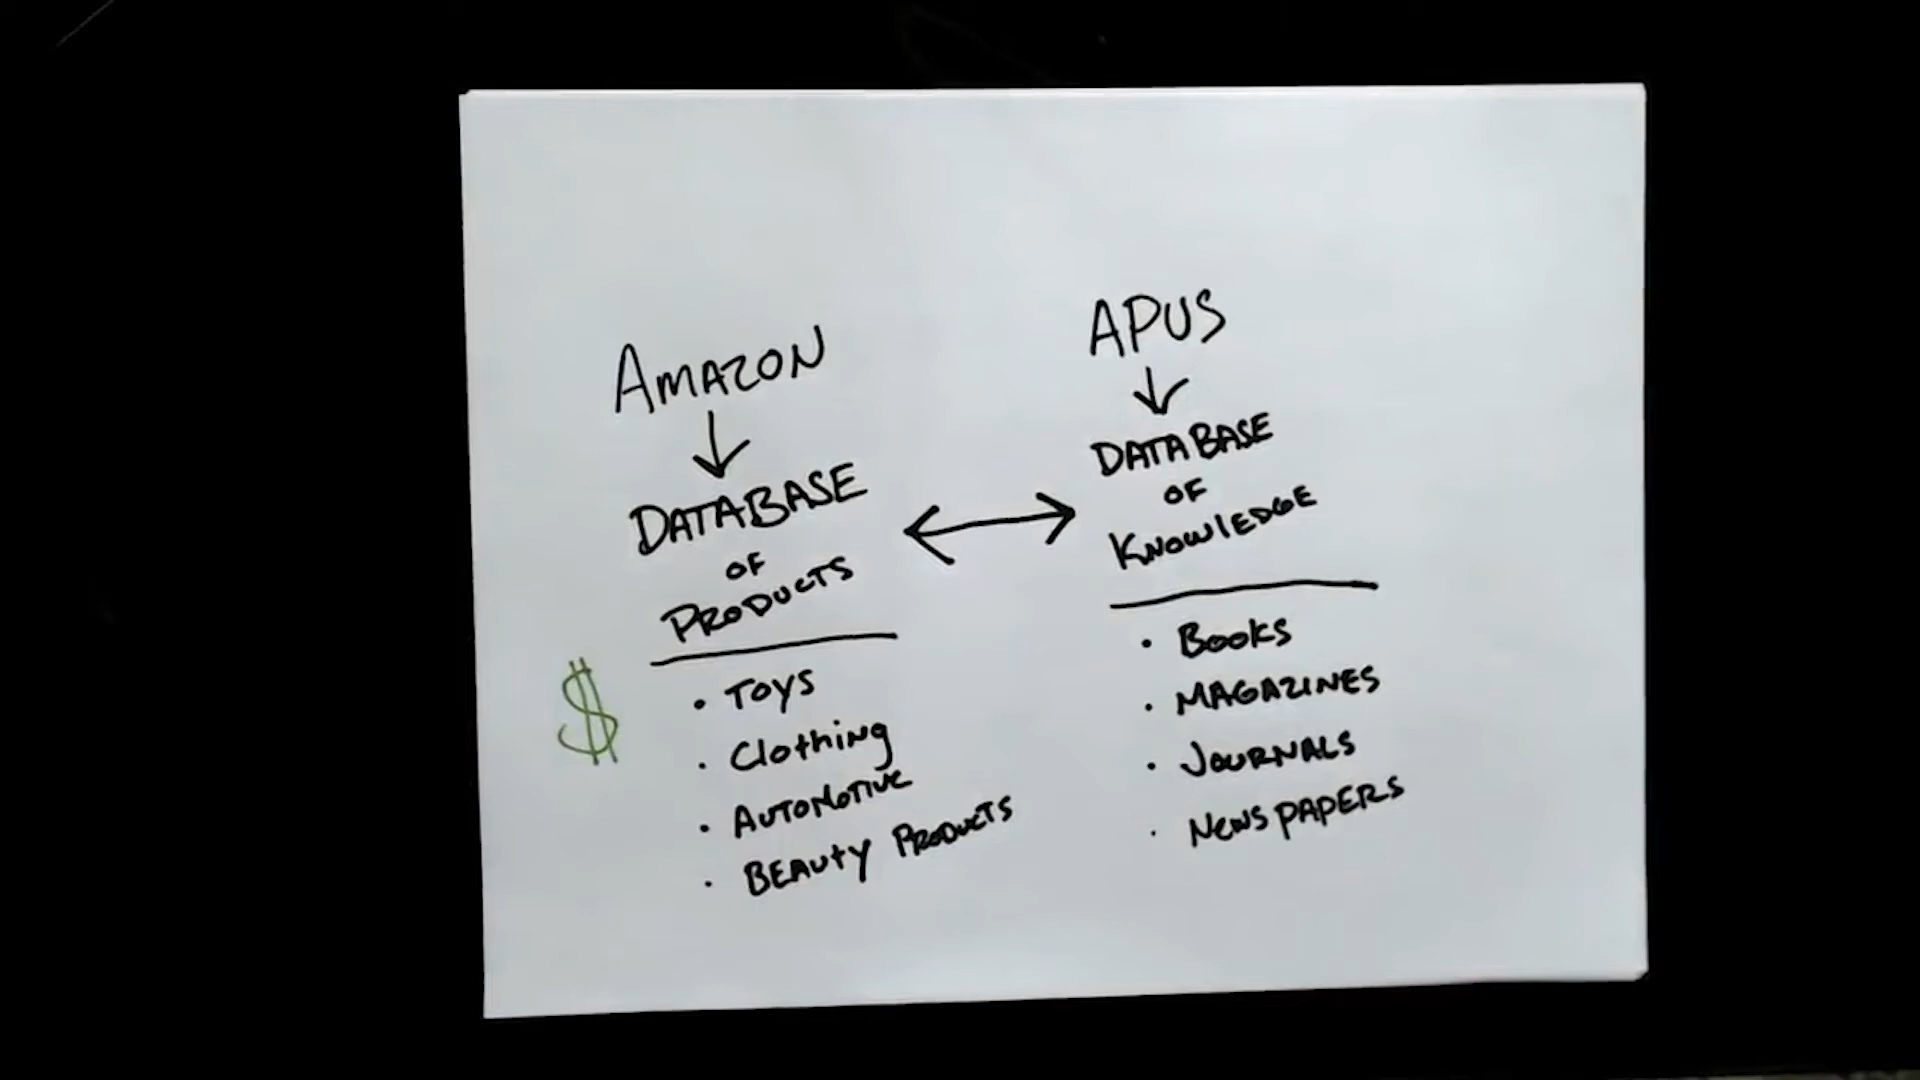 AMAZON
DATABASE
OF
PRODUCTS
$
• TOYS
• Clothing
• AUTOMOTIVE
• BEAUTY PRODUCTS
APUS
DATABASE
OF
KNOWLEDGE
• BOOKS
• MAGAZINES
• JOURNALS
• NEWSPAPERS